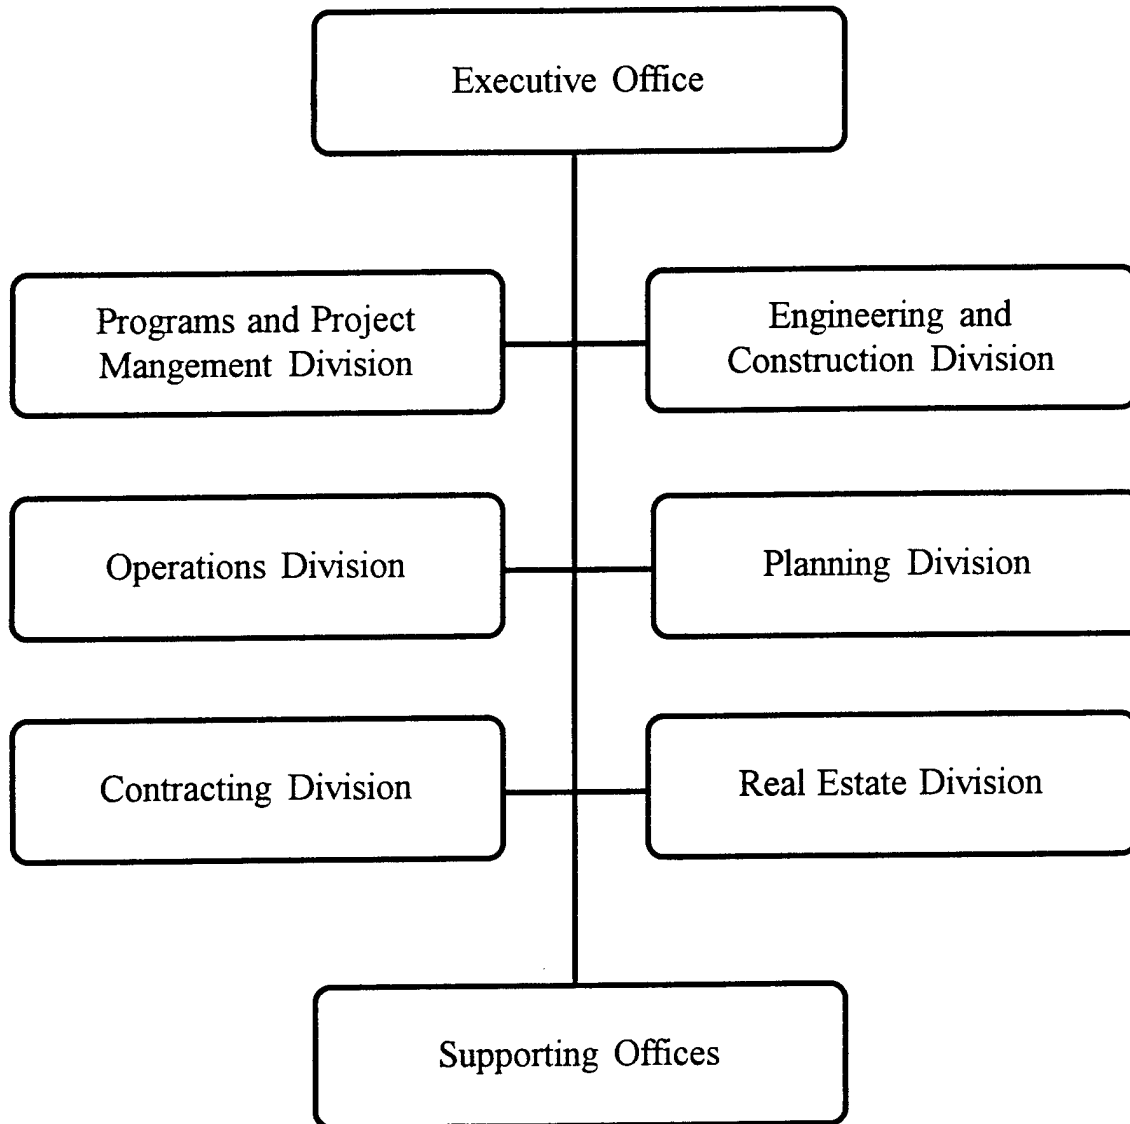 Executive Office
Programs and Project
Mangement Division
Engineering and
Construction Division
Operations Division
Planning Division
Contracting Division
Real Estate Division
Supporting Offices